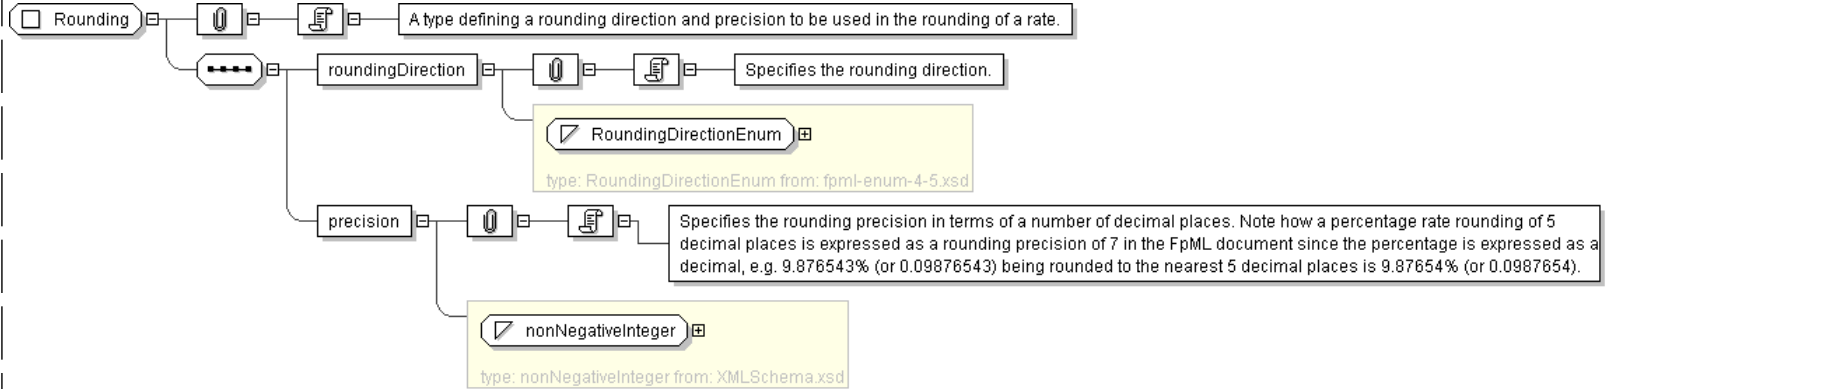 Rounding
A type defining a rounding direction and precision to be used in the rounding of a rate.
roundingDirection
Specifies the rounding direction.
RoundingDirectionEnum
type: RoundingDirectionEnum from: fpml-enum-4-5.xsd
precision
Specifies the rounding precision in terms of a number of decimal places. Note how a percentage rate rounding of 5
decimal places is expressed as a rounding precision of 7 in the FpML document since the percentage is expressed as a
decimal, e.g. 9.876543% (or 0.09876543) being rounded to the nearest 5 decimal places is 9.87654% (or 0.0987654).
nonNegativeInteger
type: nonNegativeInteger from: XMLSchema.xsd